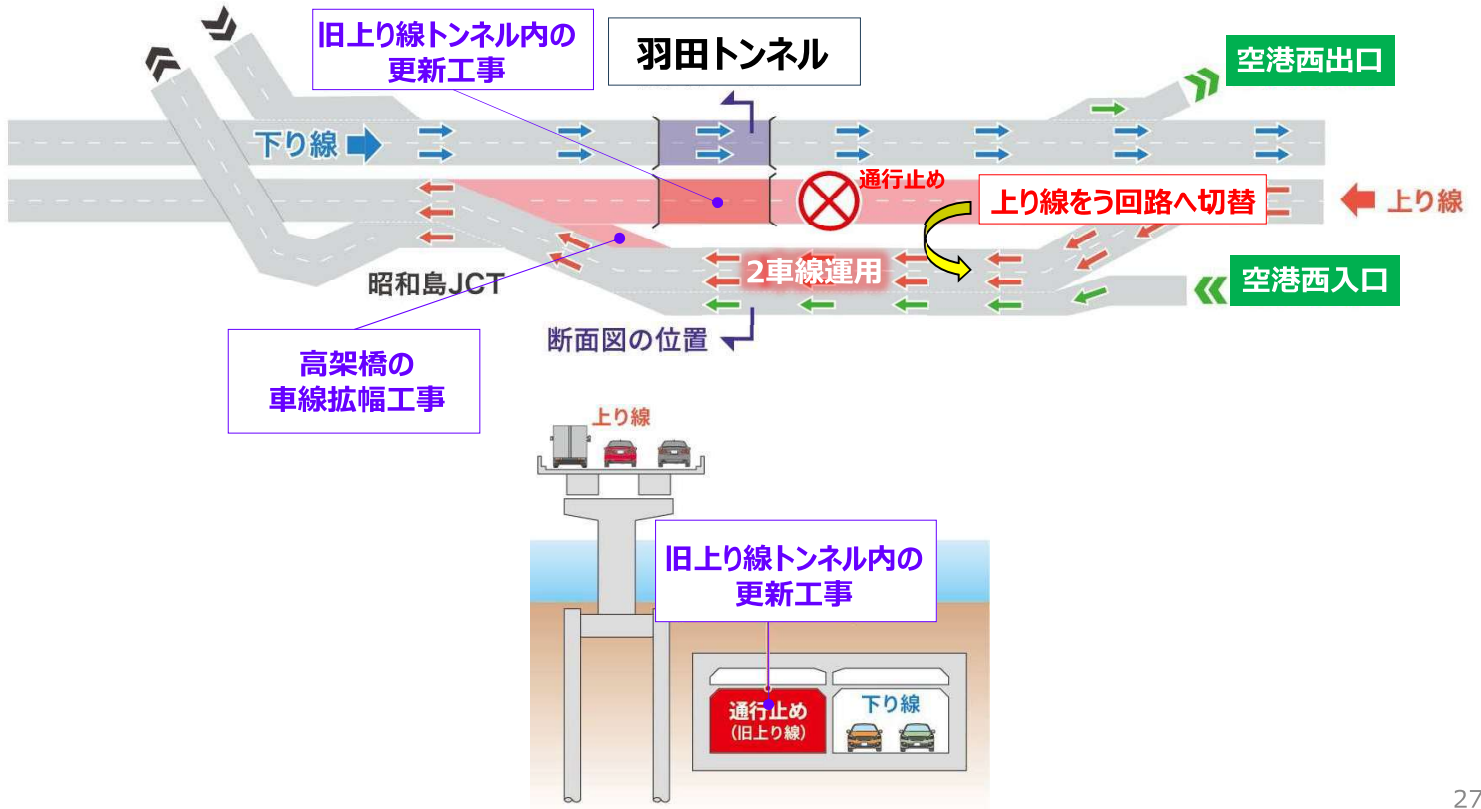 旧上り線トンネル内の
更新工事
羽田トンネル
空港西出口
下り線
通行止め
上り線をう回路へ切替
上り線
2車線運用
空港西入口
昭和島JCT
断面図の位置
高架橋の
車線拡幅工事
上り線
旧上り線トンネル内の
更新工事
通行止め
(旧上り線)
下り線
27